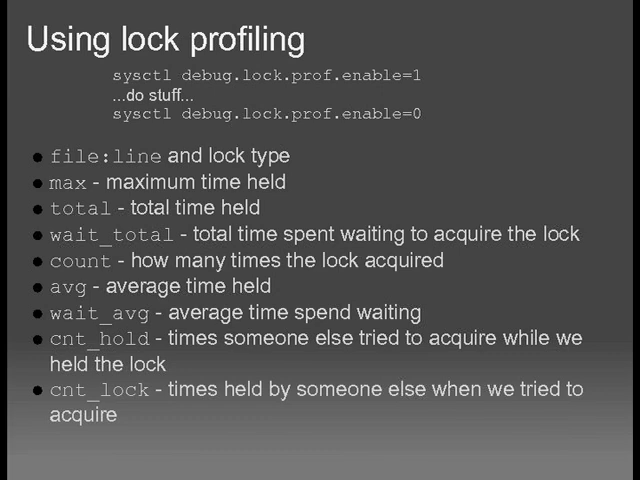 Using lock profiling
sysctl debug.lock.prof.enable=1
...do stuff...
sysctl debug.lock.prof.enable=0
● file:line and lock type
● max - maximum time held
● total - total time held
● wait_total - total time spent waiting to acquire the lock
● count - how many times the lock acquired
● avg - average time held
● wait_avg - average time spend waiting
● cnt_hold - times someone else tried to acquire while we
held the lock
● cnt_lock - times held by someone else when we tried to
acquire